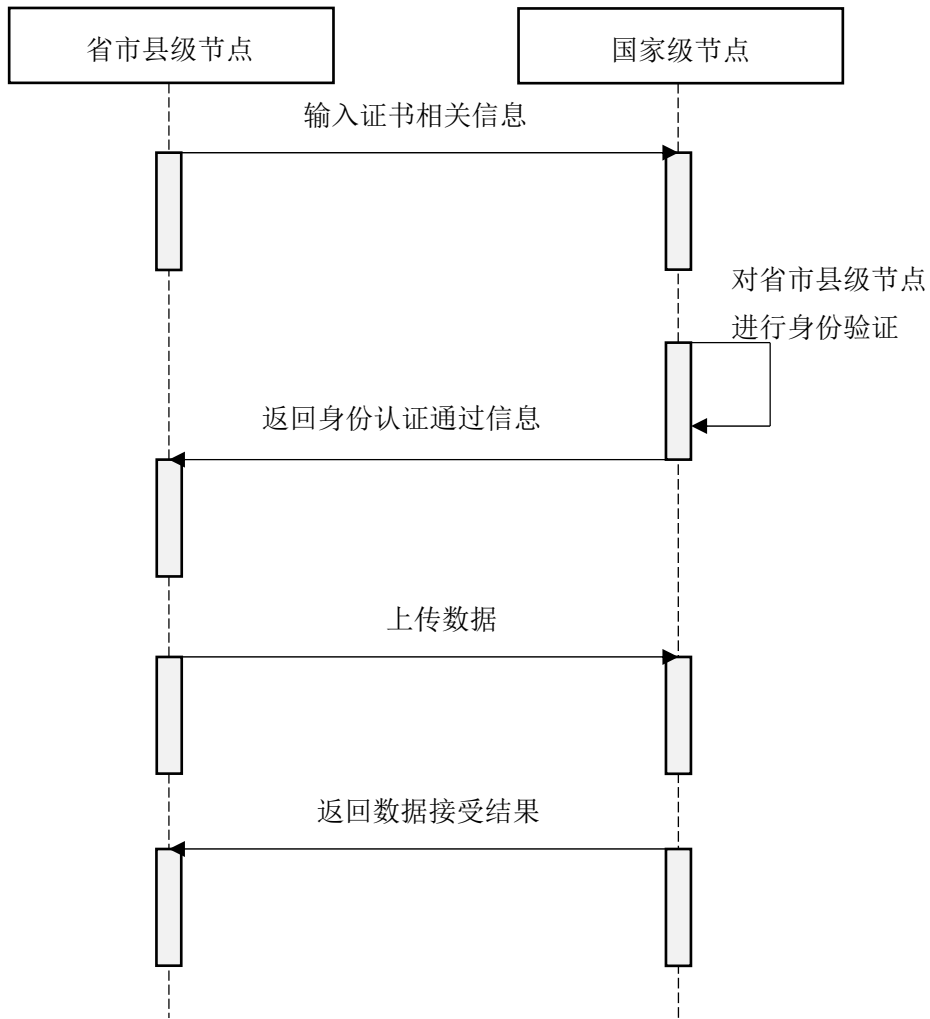 省市县级节点
国家级节点
输入证书相关信息
对省市县级节点
进行身份验证
返回身份认证通过信息
上传数据
返回数据接受结果